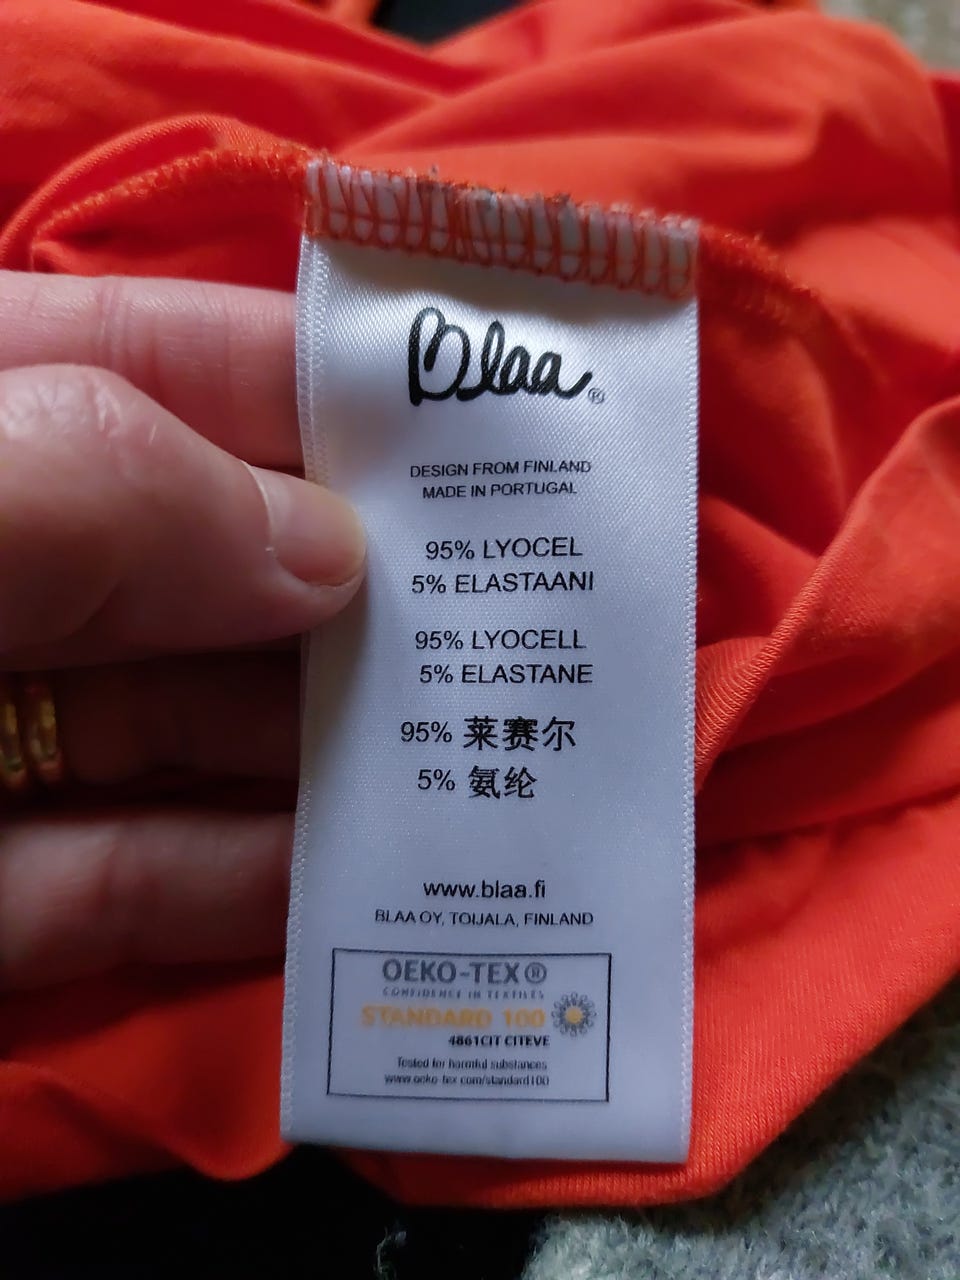 Blaa®
DESIGN FROM FINLAND
MADE IN PORTUGAL
95% LYOCEL
5% ELASTAANI
95% LYOCELL
5% ELASTANE
95% 莱赛尔
5% 氨纶
www.blaa.fi
BLAA OY, TOIJALA, FINLAND
OEKO-TEX®
CONFIDENCE IN TEXTILES
STANDARD 100
4861CIT CITEVE
Tested for harmful substances
www.oeko-tex.com/standard100